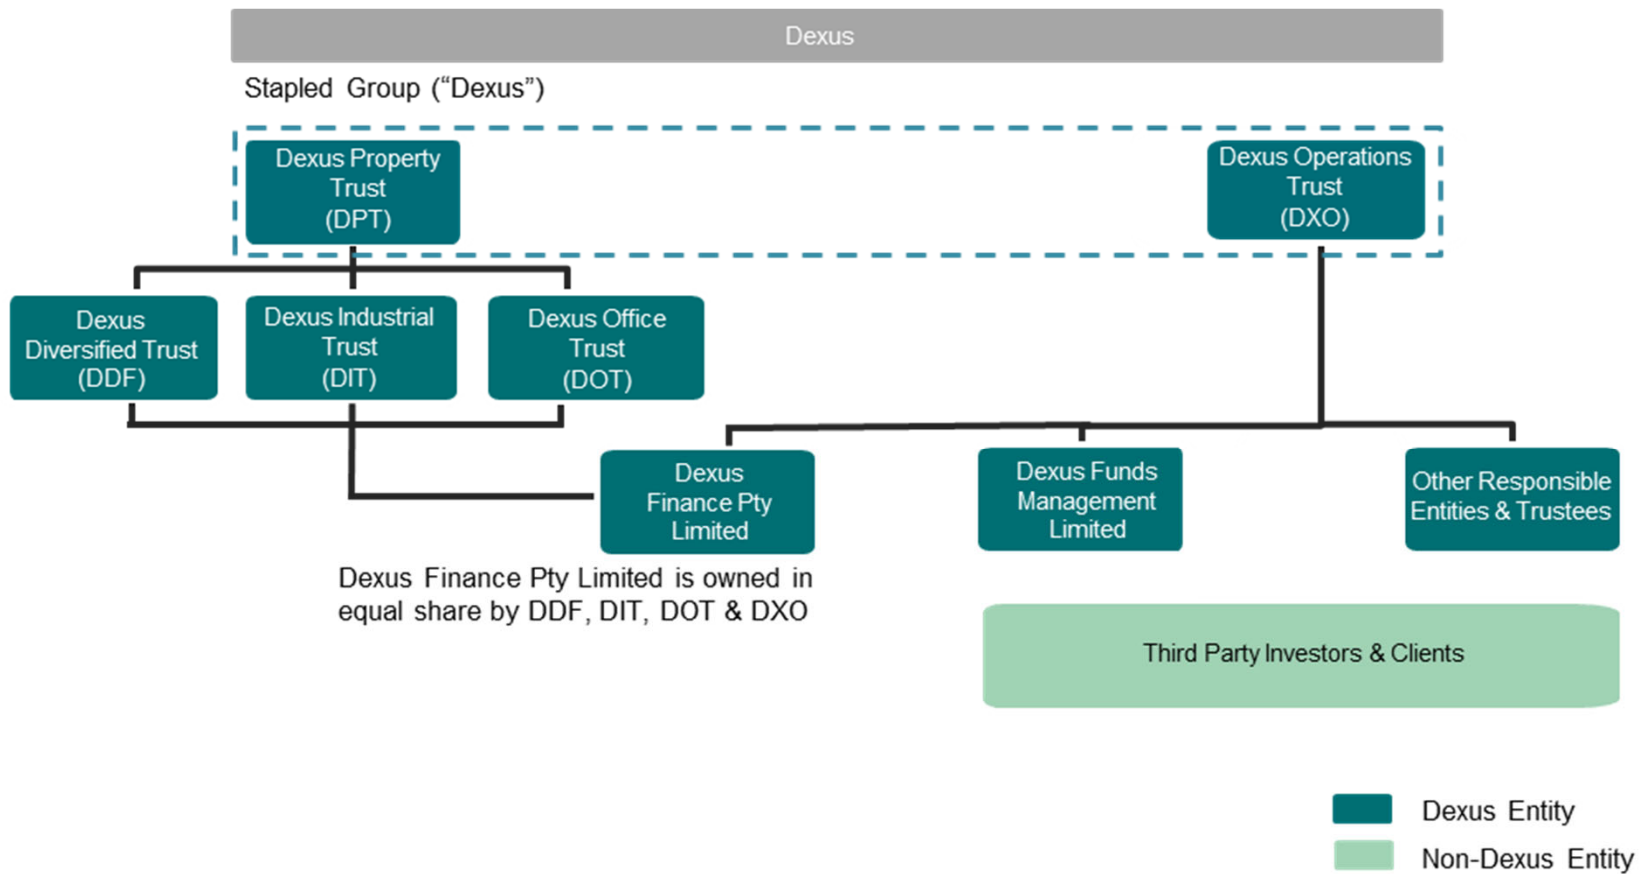 Dexus
Stapled Group (“Dexus”)
Dexus Property
Trust
(DPT)
Dexus Operations
Trust
(DXO)
Dexus
Diversified Trust
(DDF)
Dexus Industrial
Trust
(DIT)
Dexus Office
Trust
(DOT)
Dexus
Finance Pty
Limited
Dexus Funds
Management
Limited
Other Responsible
Entities & Trustees
Dexus Finance Pty Limited is owned in
equal share by DDF, DIT, DOT & DXO
Third Party Investors & Clients
Dexus Entity
Non-Dexus Entity